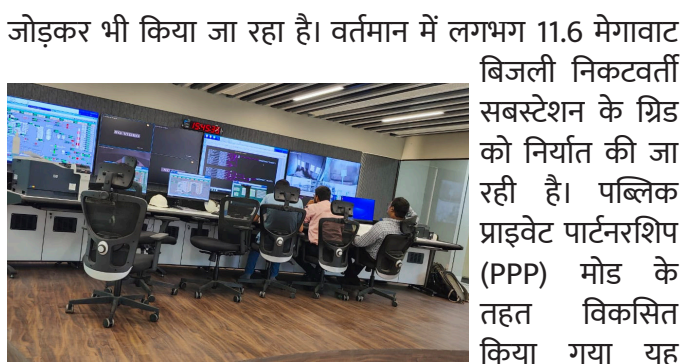 जोड़कर भी किया जा रहा है। वर्तमान में लगभग 11.6 मेगावाट
बिजली निकटवर्ती
सबस्टेशन के ग्रिड
को निर्यात की जा
रही है। पब्लिक
प्राइवेट पार्टनरशिप
(PPP) मोड के
तहत विकसित
किया गया यह